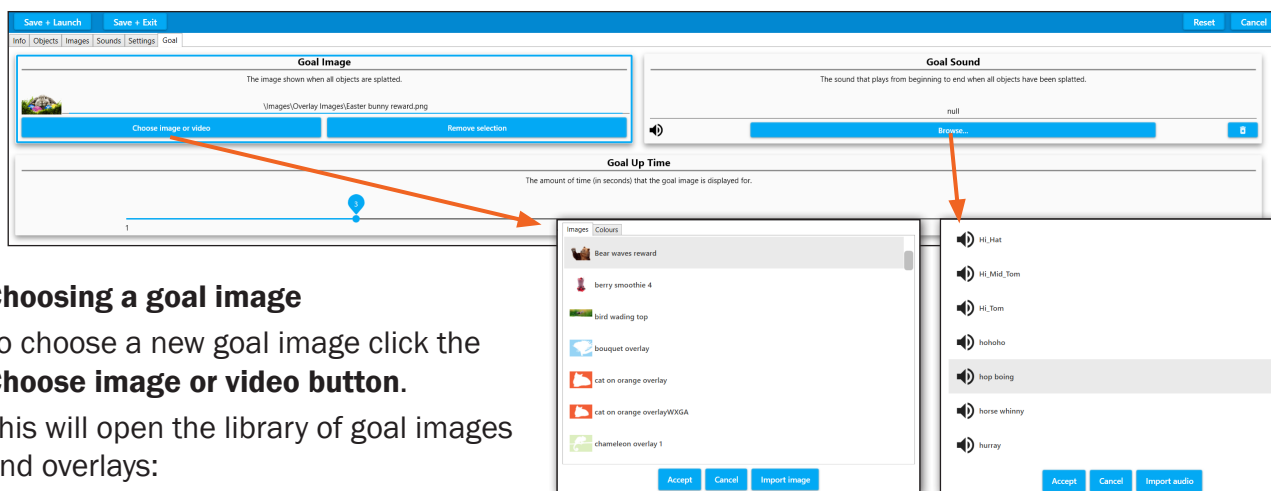 Save + Launch Save + Exit Reset Cancel
Info Objects Images Sounds Settings Goal
Goal Image
The image shown when all objects are splatted.
\Images\Overlay Images\Easter bunny reward.png
Choose image or video Remove selection
Goal Sound
The sound that plays from beginning to end when all objects have been splatted.
null
Browse...
Goal Up Time
The amount of time (in seconds) that the goal image is displayed for.
3
1
Images Colours
Bear waves reward
berry smoothie 4
bird wading top
bouquet overlay
cat on orange overlay
cat on orange overlayWXGA
chameleon overlay 1
Accept Cancel Import image
Hi_Hat
Hi_Mid_Tom
Hi_Tom
hohoho
hop boing
horse whinny
hurray
Accept Cancel Import audio
hoosing a goal image
o choose a new goal image click the
hoose image or video button.
his will open the library of goal images
nd overlays: